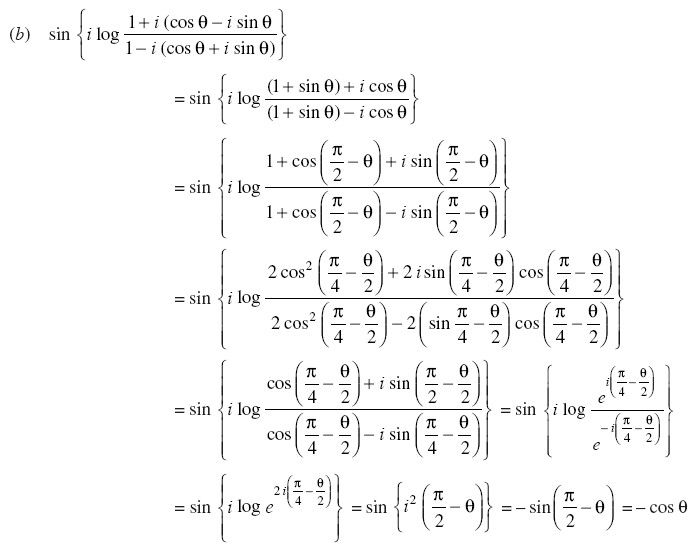 (b) sin {i log (1 + i (cos θ – i sin θ)/(1 – i (cos θ + i sin θ))}
= sin {i log ((1 + sin θ) + i cos θ)/((1 + sin θ) – i cos θ)}
= sin {i log (1 + cos (π/2 – θ) + i sin (π/2 – θ))/(1 + cos (π/2 – θ) – i sin (π/2 – θ))}
= sin {i log (2 cos² (π/4 – θ/2) + 2 i sin (π/4 – θ/2) cos (π/4 – θ/2))/(2 cos² (π/4 – θ/2) – 2 (sin π/4 – θ/2) cos (π/4 – θ/2))}
= sin {i log (cos (π/4 – θ/2) + i sin (π/2 – θ/2))/(cos (π/4 – θ/2) – i sin (π/4 – θ/2))} = sin {i log e^(i(π/4 – θ/2))/e^(–i(π/4 – θ/2))}
= sin {i log e^(2i(π/4 – θ/2))} = sin {i² (π/2 – θ)} = – sin (π/2 – θ) = – cos θ